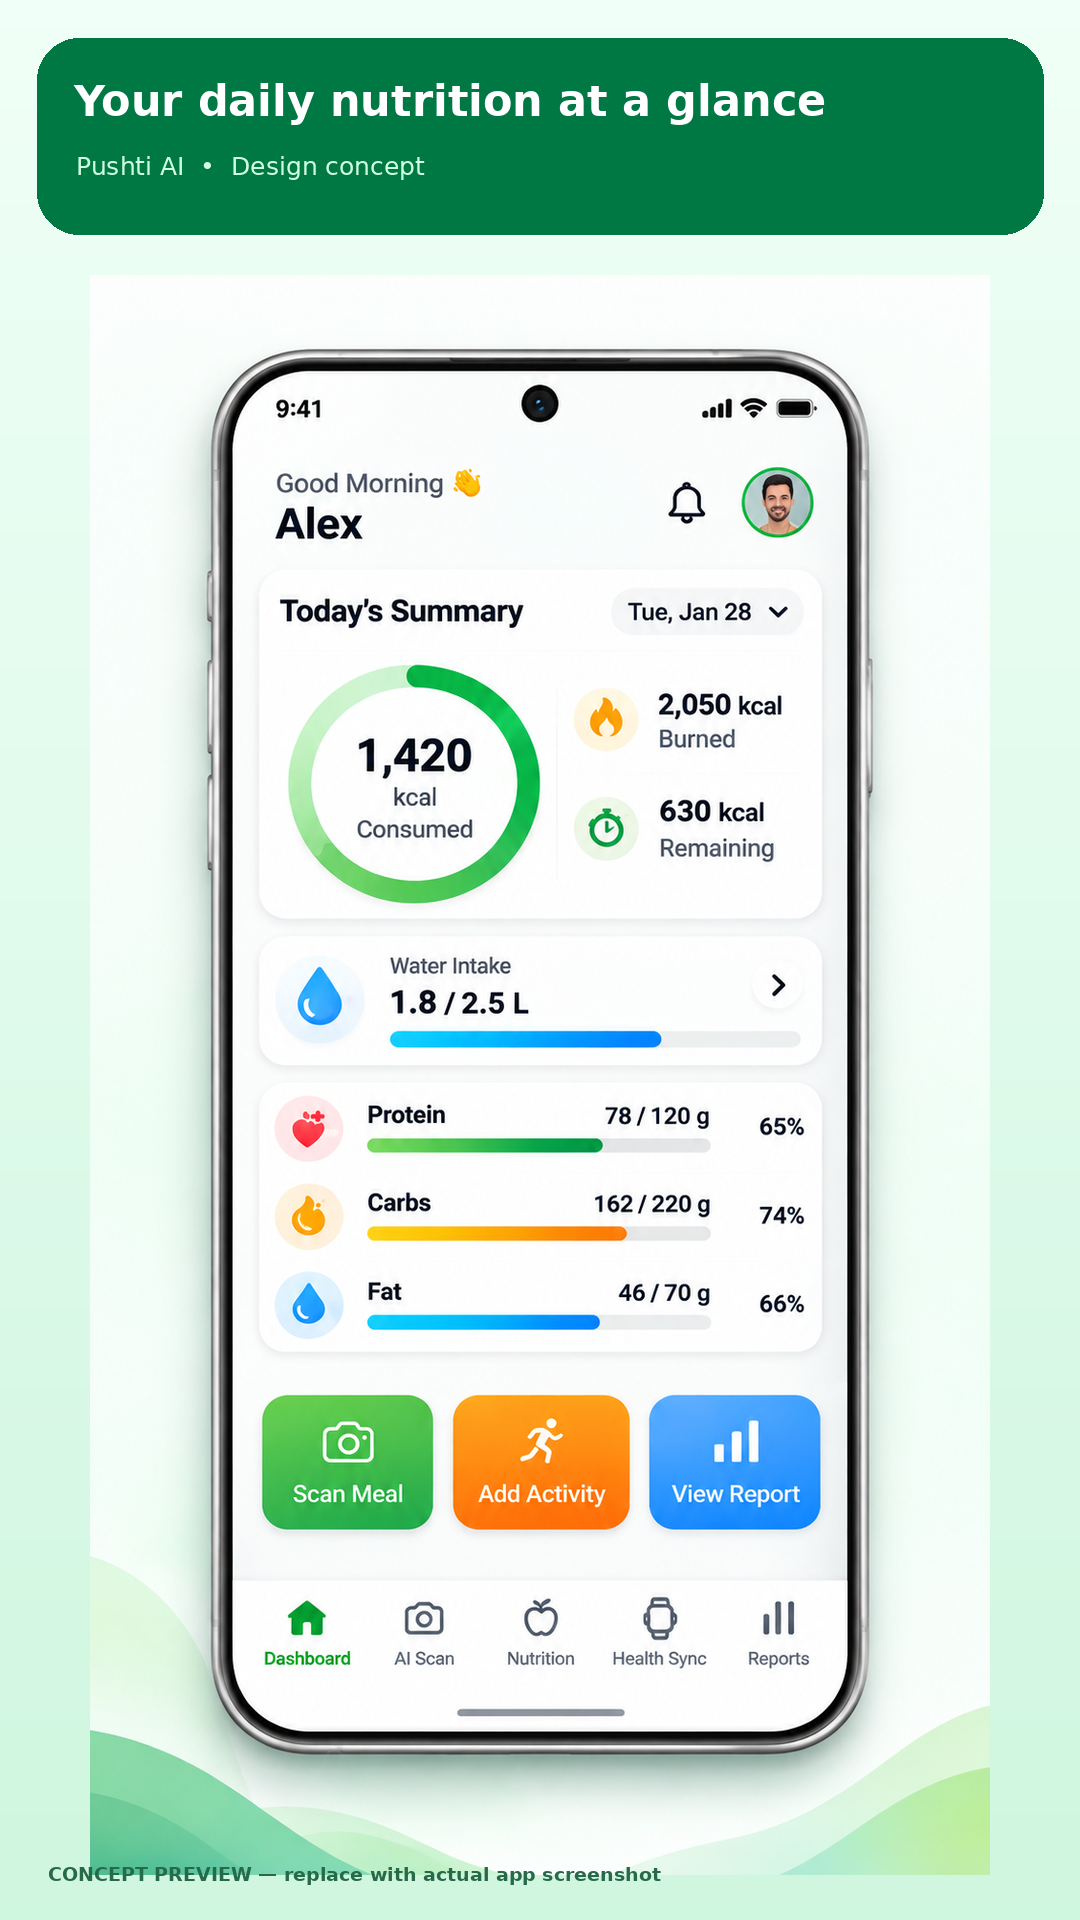 Your daily nutrition at a glance
Pushti AI • Design concept
9:41
Good Morning 👋
Alex
Today's Summary
Tue, Jan 28
1,420
kcal
Consumed
2,050 kcal
Burned
630 kcal
Remaining
Water Intake
1.8 / 2.5 L
Protein 78 / 120 g 65%
Carbs 162 / 220 g 74%
Fat 46 / 70 g 66%
Scan Meal Add Activity View Report
Dashboard AI Scan Nutrition Health Sync Reports
CONCEPT PREVIEW — replace with actual app screenshot